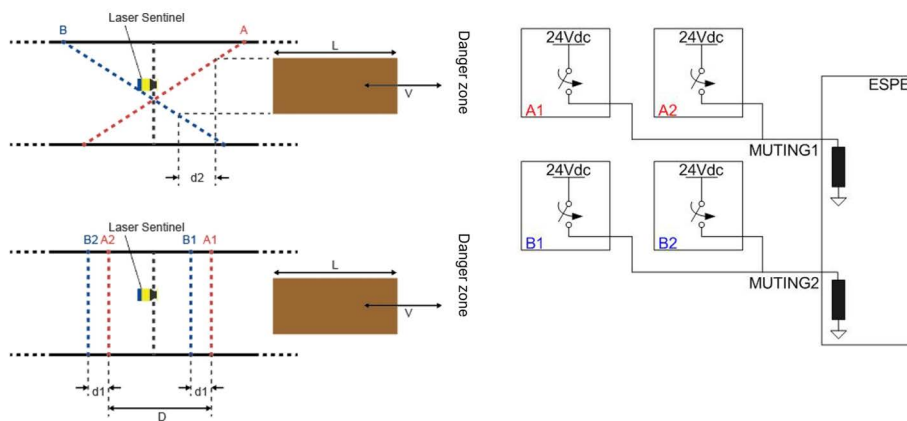 Laser Sentinel
B
A
L
V
Danger zone
d2
Laser Sentinel
B2 A2 B1 A1
L
V
Danger zone
d1
d1
D
24Vdc
24Vdc
ESPE
A1
A2
MUTING1
24Vdc
24Vdc
B1
B2
MUTING2